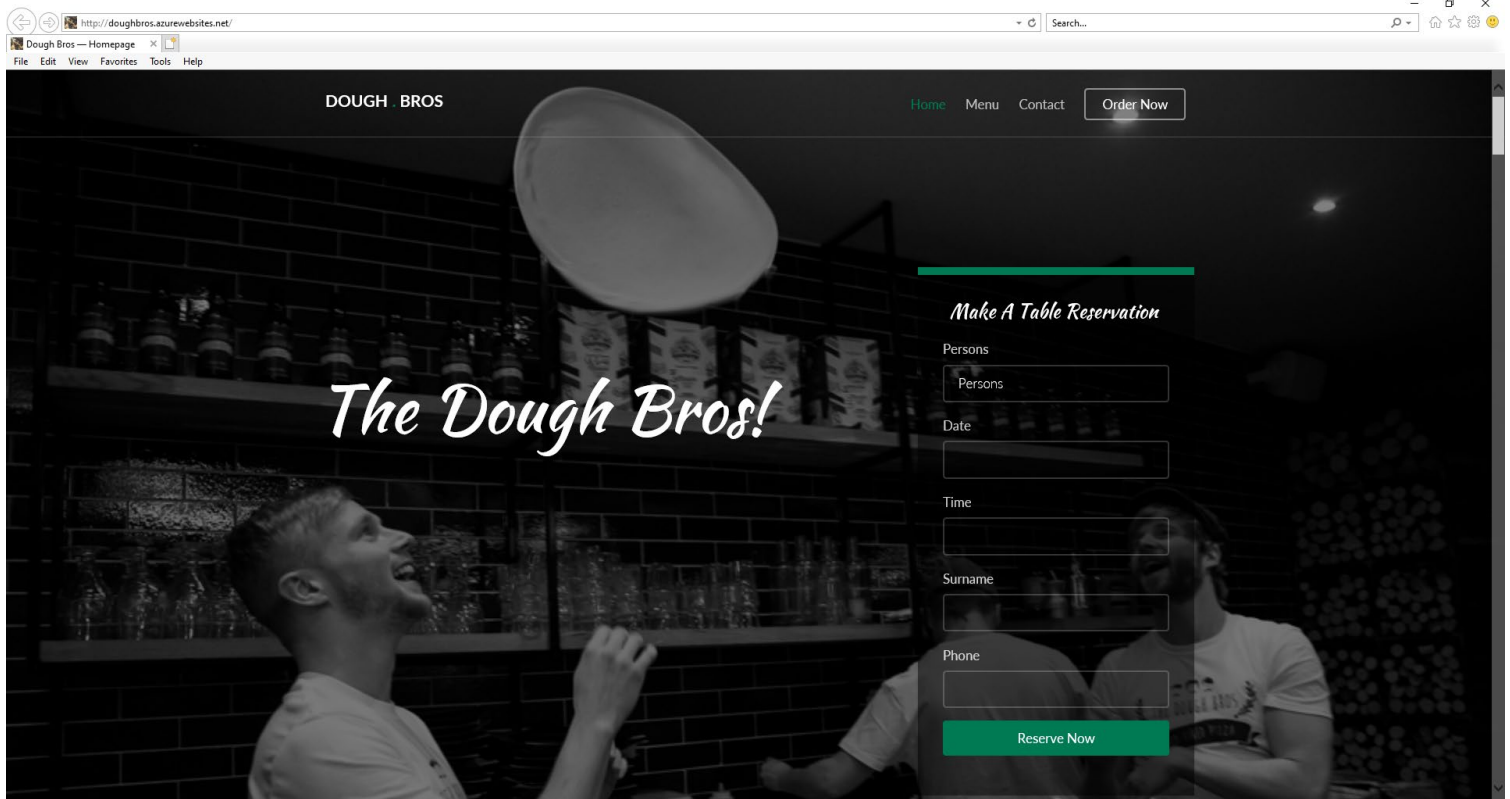 http://doughbros.azurewebsites.net/
Search...
Dough Bros — Homepage
File Edit View Favorites Tools Help
DOUGH . BROS
Home Menu Contact Order Now
The Dough Bros!
Make A Table Reservation
Persons
Persons
Date
Time
Surname
Phone
Reserve Now